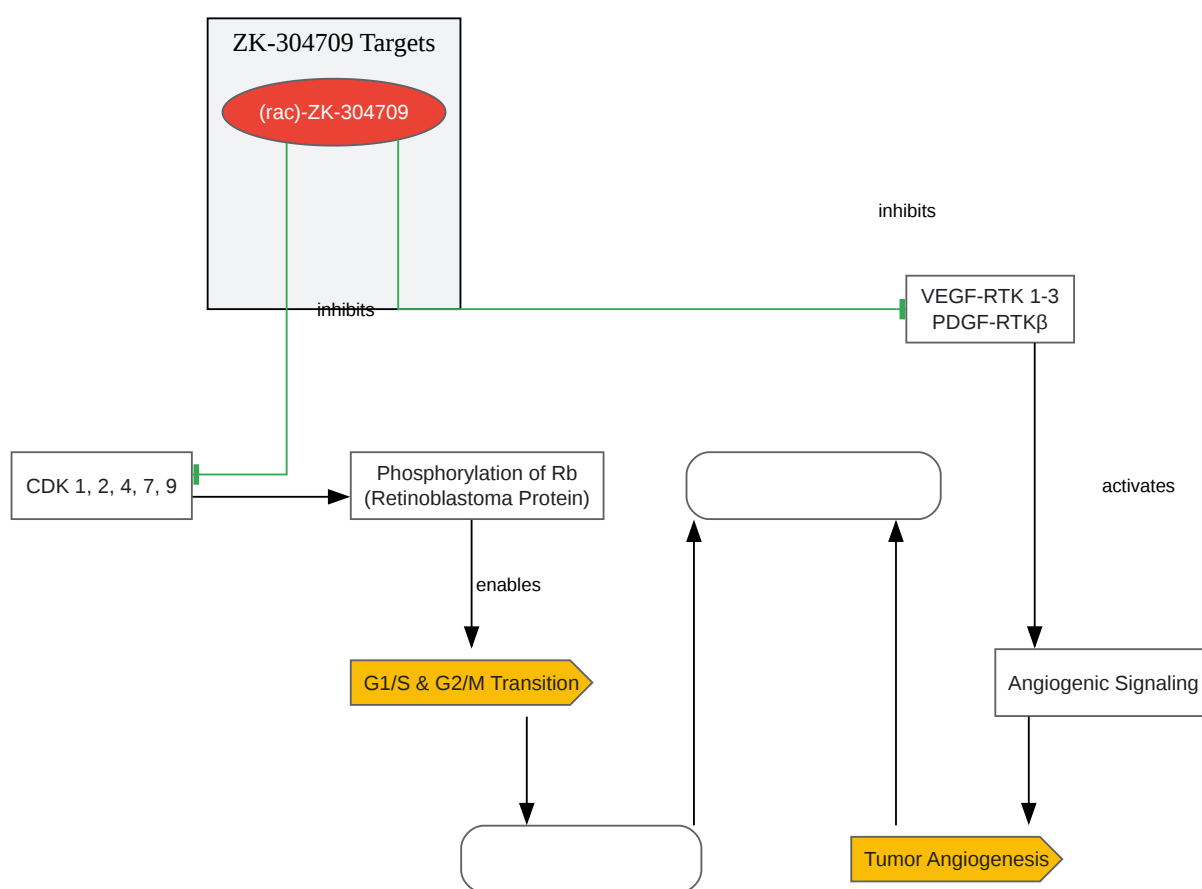 ZK-304709 Targets
(rac)-ZK-304709
inhibits
inhibits
VEGF-RTK 1-3
PDGF-RTKβ
CDK 1, 2, 4, 7, 9
Phosphorylation of Rb
(Retinoblastoma Protein)
activates
enables
G1/S & G2/M Transition
Angiogenic Signaling
Tumor Angiogenesis